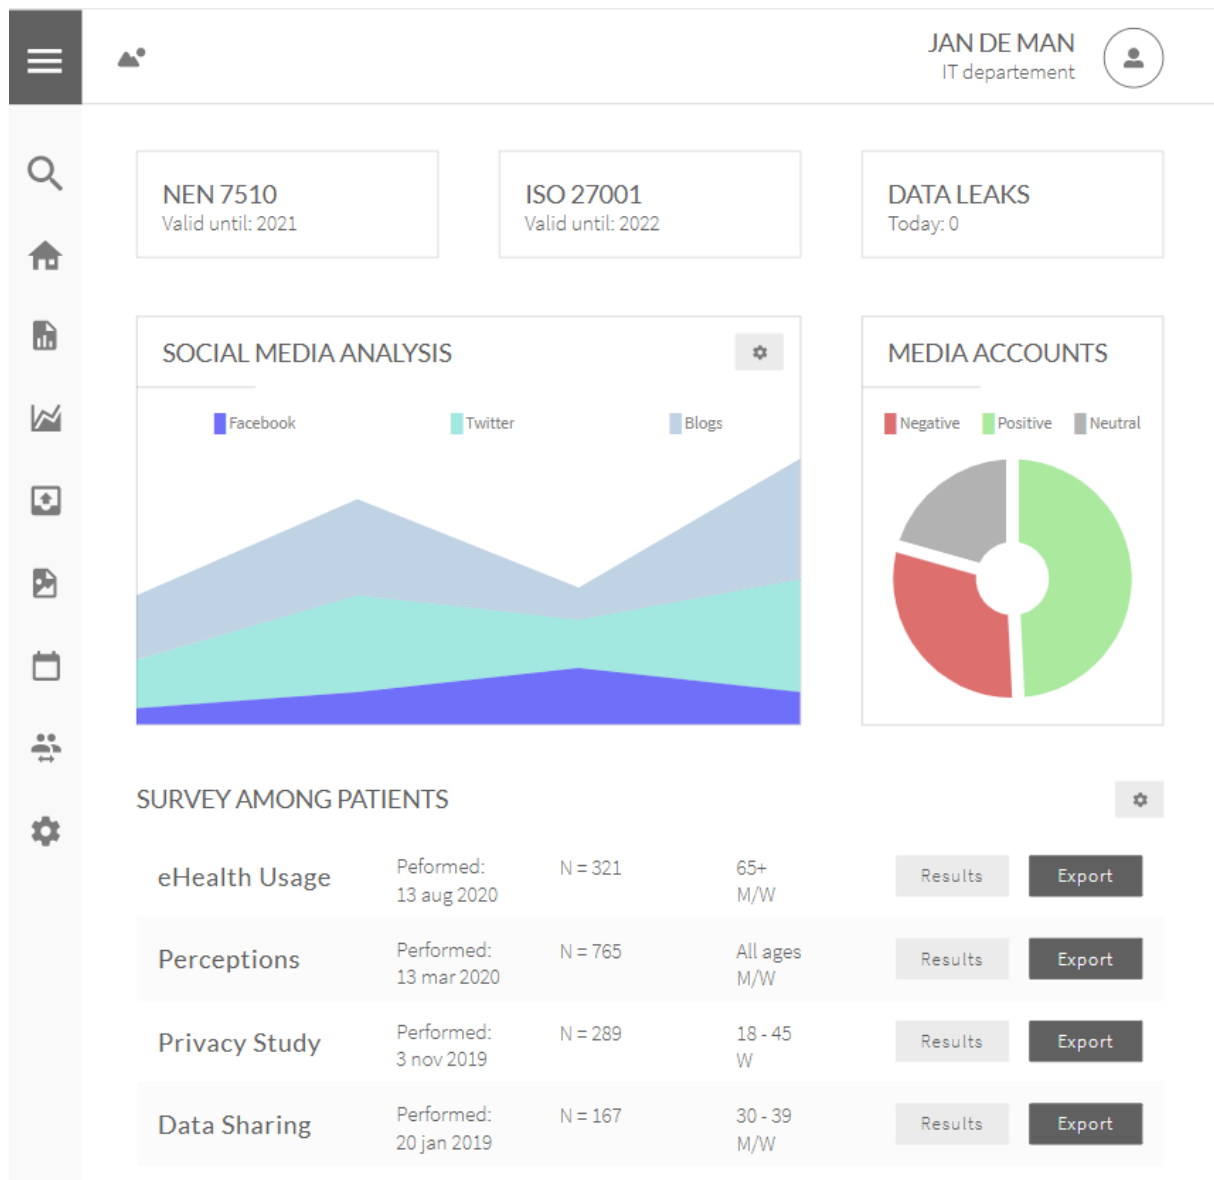 JAN DE MAN
IT departement
NEN 7510
Valid until: 2021
ISO 27001
Valid until: 2022
DATA LEAKS
Today: 0
SOCIAL MEDIA ANALYSIS
Facebook
Twitter
Blogs
MEDIA ACCOUNTS
Negative
Positive
Neutral
SURVEY AMONG PATIENTS
eHealth Usage
Peformed:
13 aug 2020
N = 321
65+
M/W
Results
Export
Perceptions
Performed:
13 mar 2020
N = 765
All ages
M/W
Results
Export
Privacy Study
Performed:
3 nov 2019
N = 289
18 - 45
W
Results
Export
Data Sharing
Performed:
20 jan 2019
N = 167
30 - 39
M/W
Results
Export